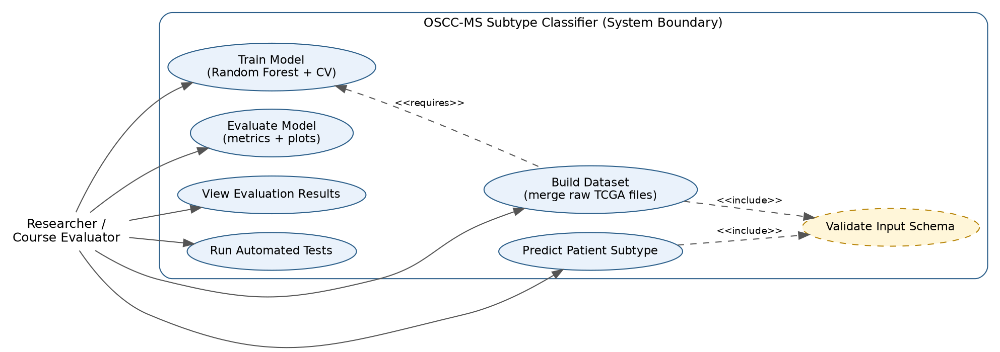 OSCC-MS Subtype Classifier (System Boundary)
Train Model
(Random Forest + CV)
<<requires>>
Evaluate Model
(metrics + plots)
Build Dataset
(merge raw TCGA files)
View Evaluation Results
<<include>>
Researcher /
Course Evaluator
Validate Input Schema
<<include>>
Run Automated Tests
Predict Patient Subtype